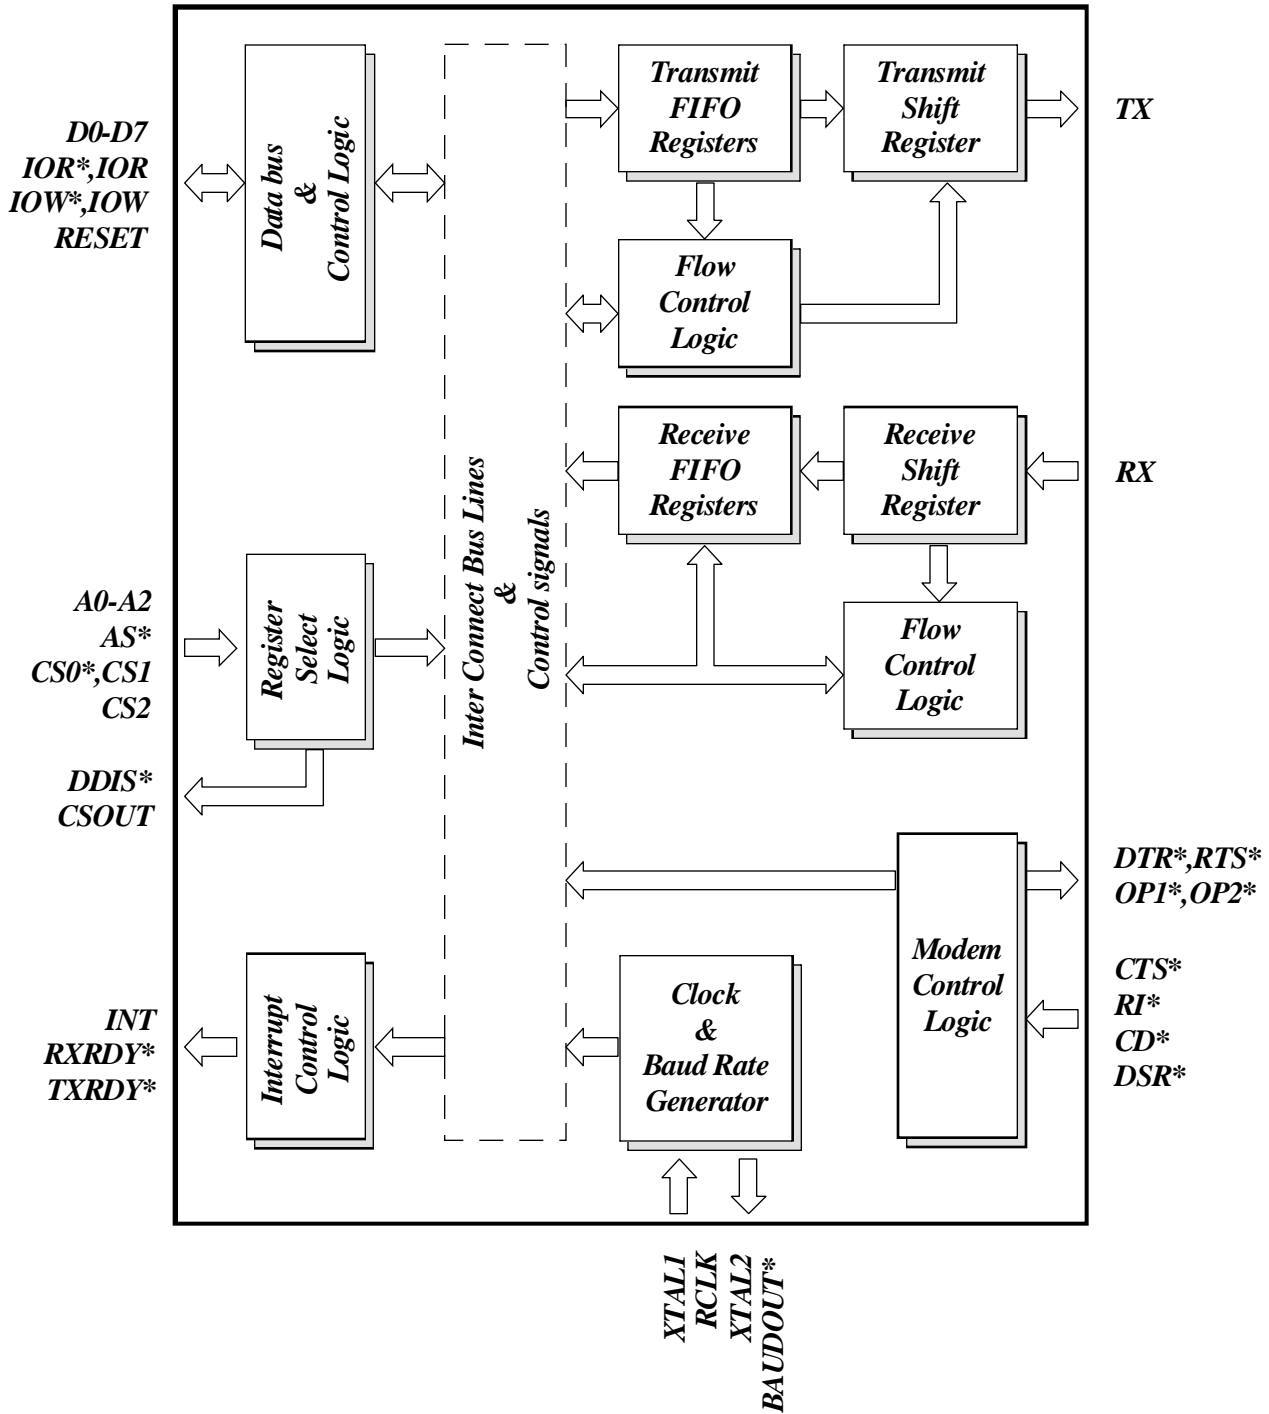 D0-D7
IOR*,IOR
IOW*,IOW
RESET
Data bus
&
Control Logic
A0-A2
AS*
CS0*,CS1
CS2
Register
Select
Logic
DDIS*
CSOUT
INT
RXRDY*
TXRDY*
Interrupt
Control
Logic
Inter Connect Bus Lines
&
Control signals
Transmit
FIFO
Registers
Transmit
Shift
Register
TX
Flow
Control
Logic
Receive
FIFO
Registers
Receive
Shift
Register
RX
Flow
Control
Logic
DTR*,RTS*
OP1*,OP2*
Modem
Control
Logic
CTS*
RI*
CD*
DSR*
Clock
&
Baud Rate
Generator
XTAL1
RCLK
XTAL2
BAUDOUT*